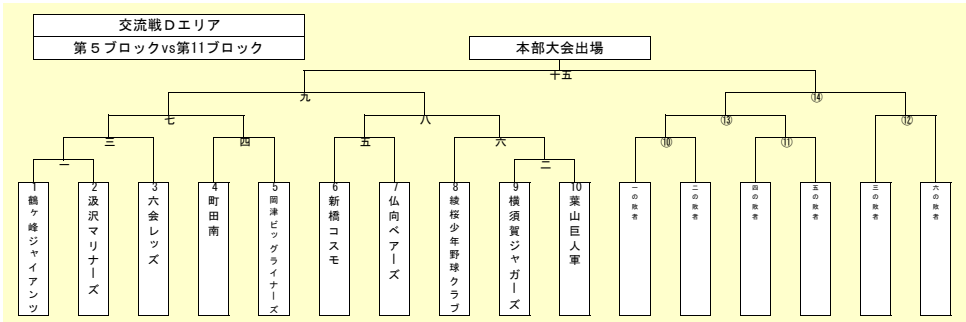 交流戦Dエリア
第５ブロックvs第11ブロック
本部大会出場
十五
九
⑭
七
八
⑬
⑫
三
四
五
六
⑩
⑪
一
二
1 鶴ヶ峰ジャイアンツ
2 汲沢マリナーズ
3 六会レッズ
4 町田南
5 岡津ビッグライナーズ
6 新橋コスモ
7 仏向ベアーズ
8 綾桜少年野球クラブ
9 横須賀ジャガーズ
10 葉山巨人軍
一の敗者
二の敗者
四の敗者
五の敗者
三の敗者
六の敗者